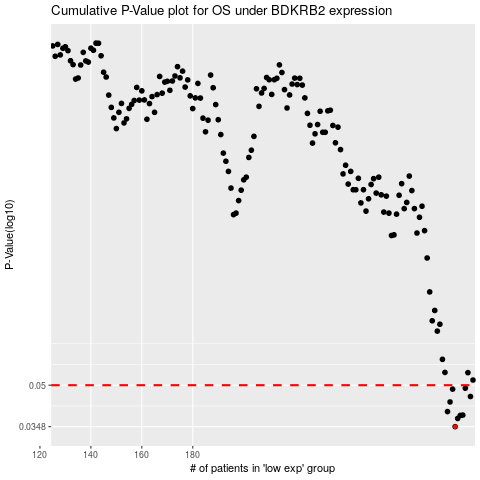 Cumulative P-Value plot for OS under BDKRB2 expression
P-Value(log10)
0.05
0.0348
120 140 160 180
# of patients in 'low exp' group